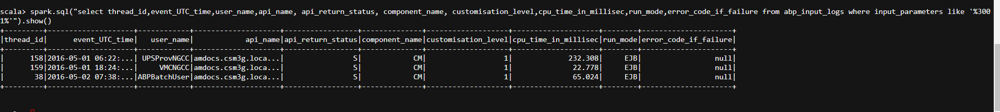 scala> spark.sql("select thread_id,event_UTC_time,user_name,api_name, api_return_status, component_name, customisation_level,cpu_time_in_millisec,run_mode,error_code_if_failure from abp_input_logs where input_parameters like '%300
1%'").show()
+---------+--------------------+------------+--------------------+-----------------+--------------+-------------------+--------------------+--------+---------------------+
|thread_id|      event_UTC_time|   user_name|            api_name|api_return_status|component_name|customisation_level|cpu_time_in_millisec|run_mode|error_code_if_failure|
+---------+--------------------+------------+--------------------+-----------------+--------------+-------------------+--------------------+--------+---------------------+
|      158|2016-05-01 06:22:...| UPSProvNGCC|amdocs.csm3g.loca...|                S|            CM|                  1|             232.308|     EJB|                 null|
|      159|2016-05-01 18:24:...|     VMCNGCC|amdocs.csm3g.loca...|                S|            CM|                  1|              22.778|     EJB|                 null|
|       38|2016-05-02 07:38:...|ABPBatchUser|amdocs.csm3g.loca...|                S|            CM|                  1|              65.024|     EJB|                 null|
+---------+--------------------+------------+--------------------+-----------------+--------------+-------------------+--------------------+--------+---------------------+